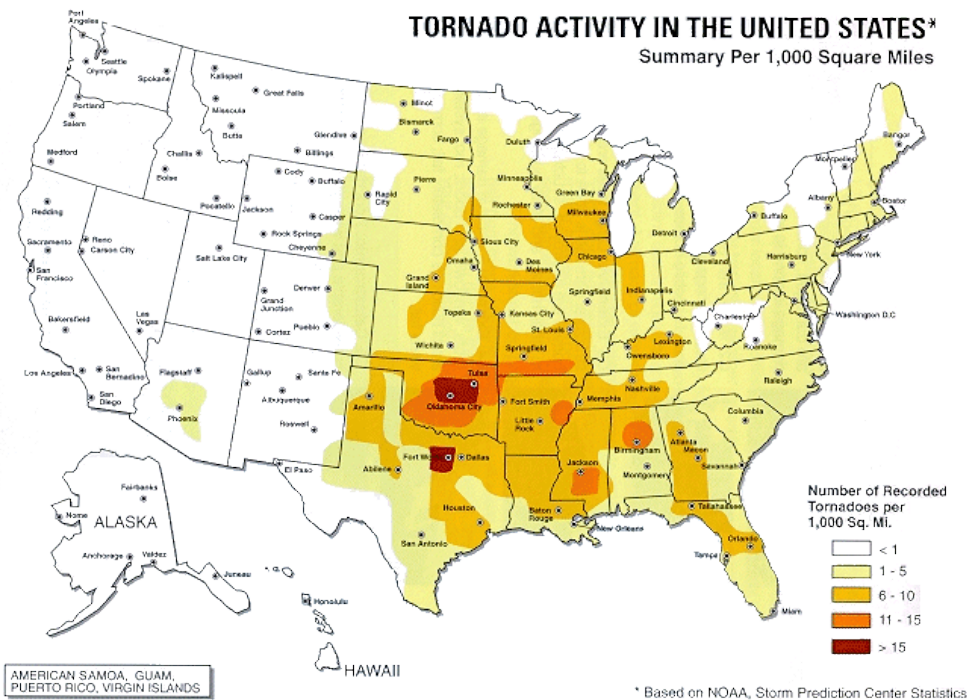 TORNADO ACTIVITY IN THE UNITED STATES*
Summary Per 1,000 Square Miles
Port
Angeles
Seattle
Olympia
Spokane
Kalispell
Great Falls
Minot
Portland
Salem
Missoula
Butte
Bismarck
Fargo
Duluth
Bangor
Medford
Challis
Boise
Glendive
Billings
Montpelier
Cody
Buffalo
Rapid
City
Pierre
Minneapolis
Green Bay
Redding
Pocatello
Jackson
Casper
Rochester
Milwaukee
Buffalo
Albany
Boston
Sacramento
Reno
Carson City
Salt Lake City
Rock Springs
Cheyenne
Sioux City
Detroit
San
Francisco
Omaha
Des
Moines
Chicago
Cleveland
Harrisburg
New York
Grand
Island
Denver
Grand
Junction
Springfield
Indianapolis
Cincinnati
Bakersfield
Las
Vegas
Cortez
Pueblo
Topeka
Kansas City
St. Louis
Charleston
Washington D.C
Wichita
Springfield
Lexington
Owensboro
Roanoke
Los Angeles
San
Bernadino
Flagstaff
Gallup
Santa Fe
Tulsa
Raleigh
San
Diego
Albuquerque
Amarillo
Oklahoma City
Fort Smith
Nashville
Memphis
Phoenix
Roswell
Little
Rock
Columbia
Atlanta
Macon
Birmingham
El Paso
Abilene
Fort Wo
Dallas
Jackson
Montgomery
Savannah
Fairbanks
Nome
ALASKA
Houston
Baton
Rouge
New Orleans
Tallahassee
Anchorage
Valdez
San Antonio
Orlando
Tampa
Juneau
Honolulu
Miam
HAWAII
Number of Recorded
Tornadoes per
1,000 Sq. Mi.
< 1
1 - 5
6 - 10
11 - 15
> 15
AMERICAN SAMOA, GUAM,
PUERTO RICO, VIRGIN ISLANDS
* Based on NOAA, Storm Prediction Center Statistics